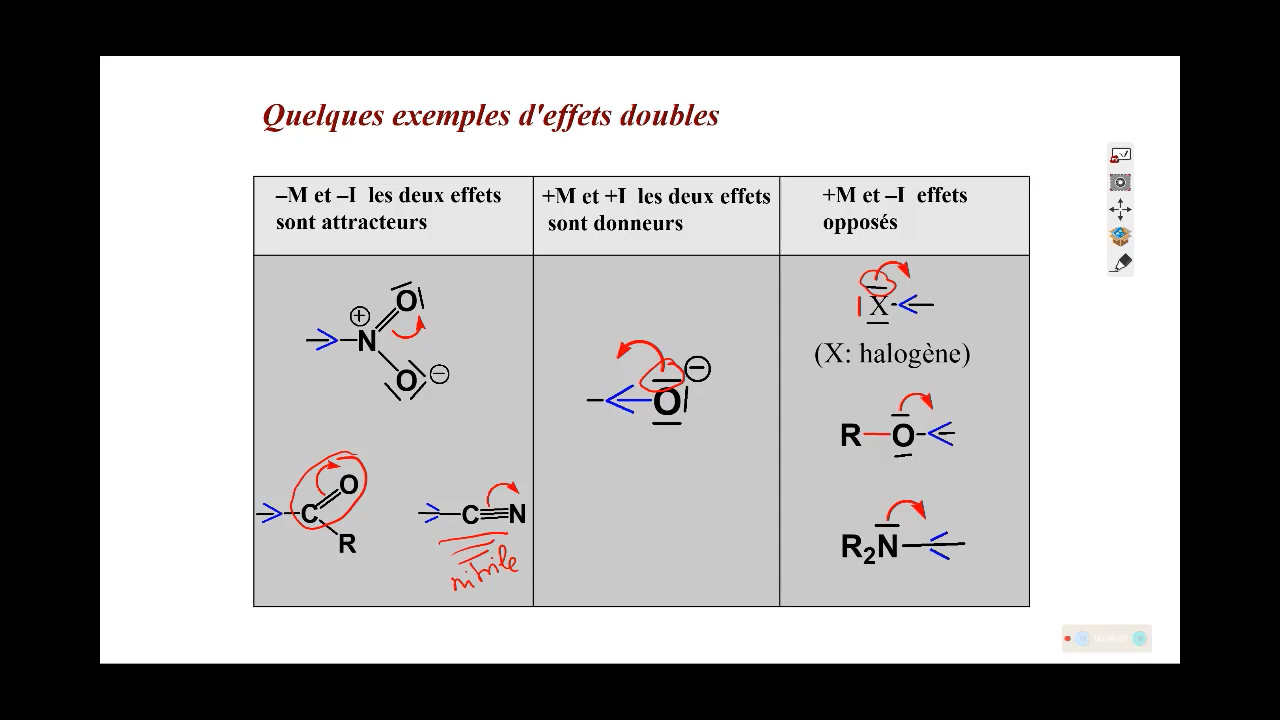 Quelques exemples d'effets doubles
–M et –I les deux effets
sont attracteurs
+M et +I les deux effets
sont donneurs
+M et –I effets
opposés
O
⊕
N
O ⊖
O
C
R
C≡N
nitrile
O ⊖
X
(X: halogène)
R—O
R₂N